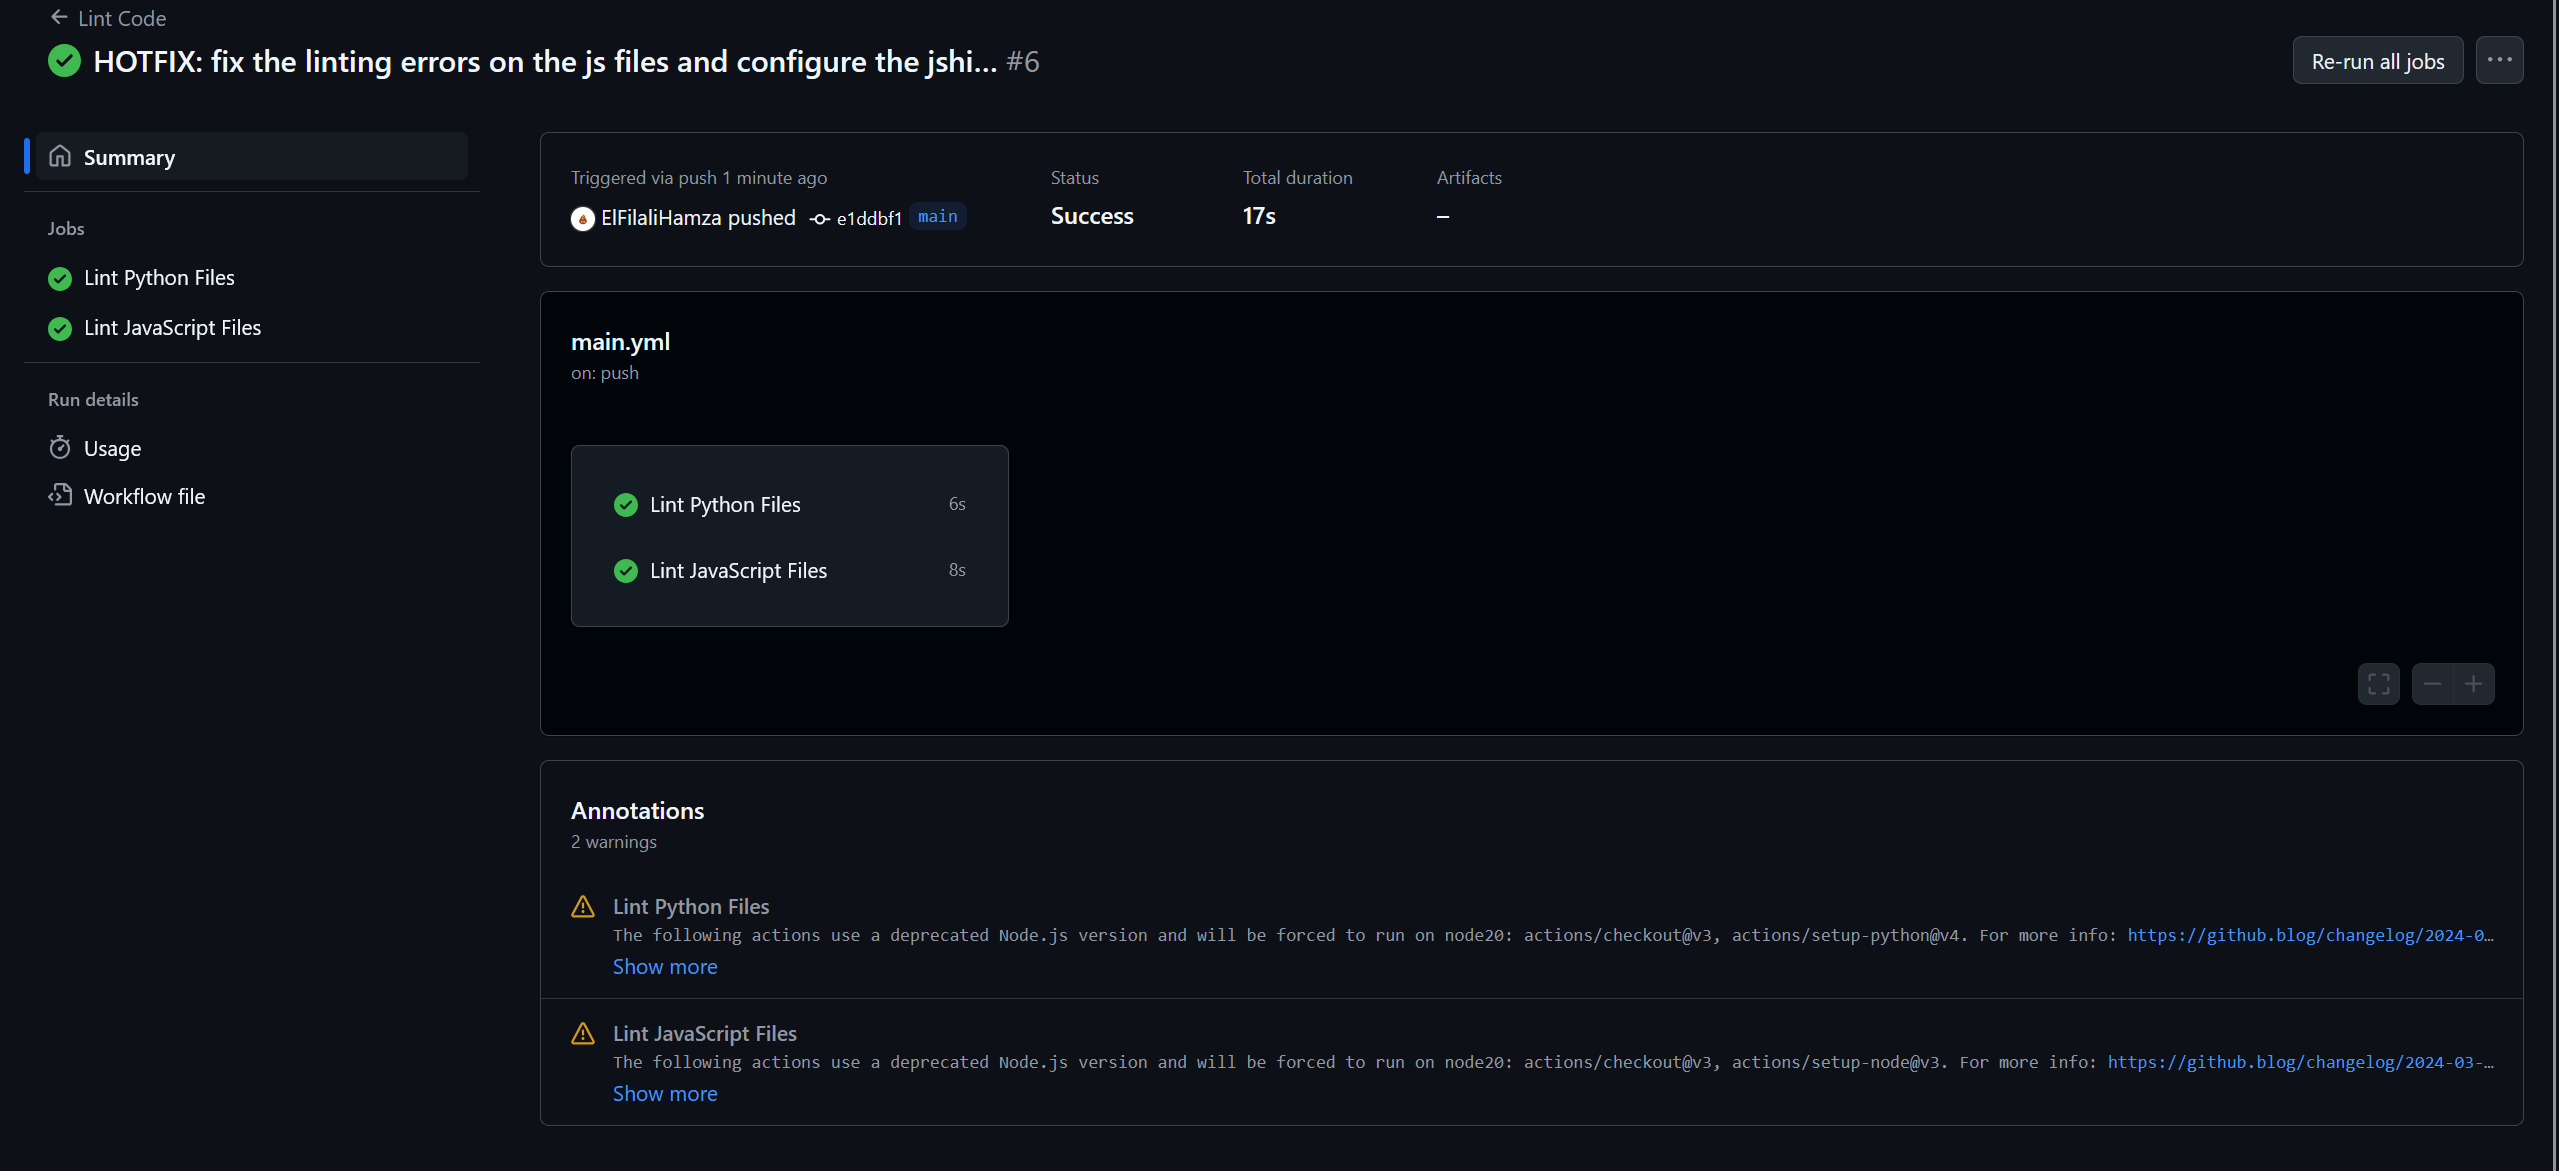 Lint Code
HOTFIX: fix the linting errors on the js files and configure the jshi... #6
Re-run all jobs
Summary
Jobs
Lint Python Files
Lint JavaScript Files
Run details
Usage
Workflow file
Triggered via push 1 minute ago
ElFilaliHamza pushed e1ddbf1 main
Status
Success
Total duration
17s
Artifacts
–
main.yml
on: push
Lint Python Files 6s
Lint JavaScript Files 8s
Annotations
2 warnings
Lint Python Files
The following actions use a deprecated Node.js version and will be forced to run on node20: actions/checkout@v3, actions/setup-python@v4. For more info: https://github.blog/changelog/2024-0…
Show more
Lint JavaScript Files
The following actions use a deprecated Node.js version and will be forced to run on node20: actions/checkout@v3, actions/setup-node@v3. For more info: https://github.blog/changelog/2024-03-…
Show more